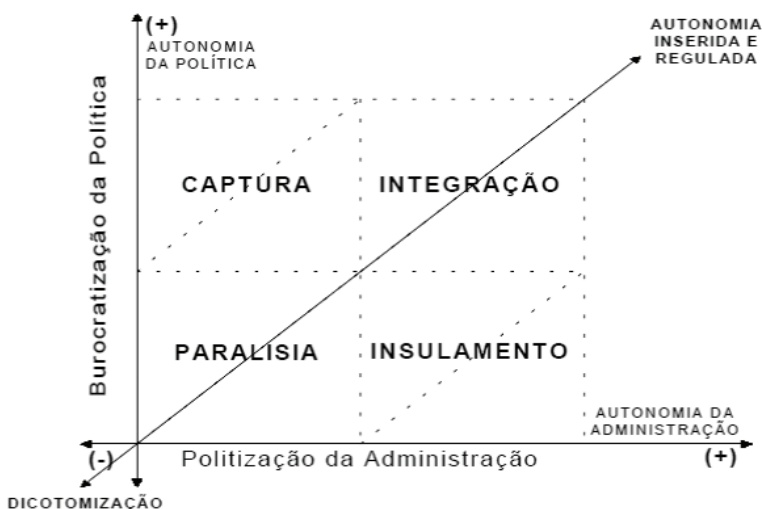 (+)
AUTONOMIA
DA POLÍTICA
AUTONOMIA
INSERIDA E
REGULADA
Burocratização da Política
CAPTURA
INTEGRAÇÃO
PARALISIA
INSULAMENTO
AUTONOMIA DA
ADMINISTRAÇÃO
(-)
Politização da Administração
(+)
DICOTOMIZAÇÃO